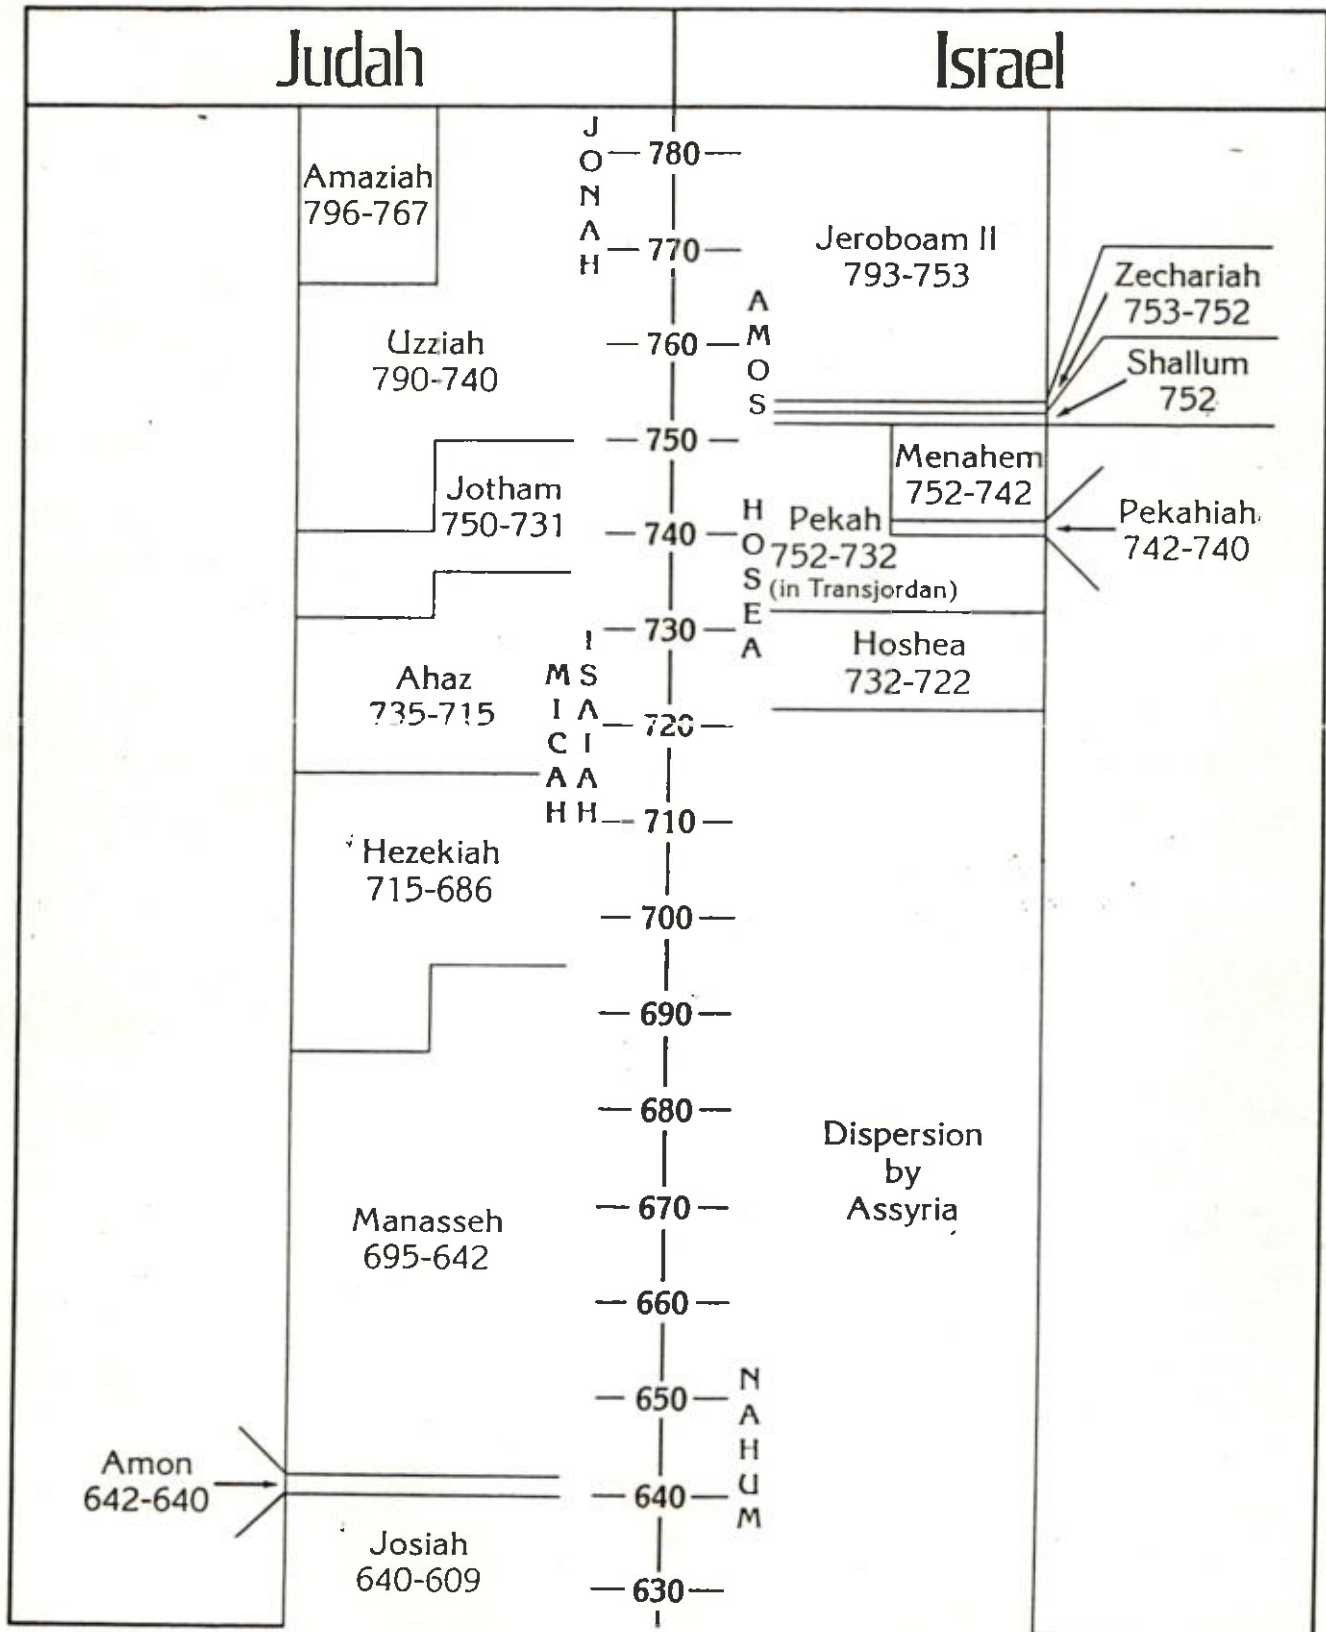 Judah
Israel
JONAH
780
Amaziah
796-767
Jeroboam II
793-753
770
Zechariah
753-752
AMOS
Uzziah
790-740
760
Shallum
752
750
Menahem
752-742
Jotham
750-731
HOSEA
Pekah
752-732
(in Transjordan)
740
Pekahiah
742-740
730
ISAIAH
MICAH
Hoshea
732-722
Ahaz
735-715
720
710
Hezekiah
715-686
700
690
680
Dispersion
by
Assyria
670
Manasseh
695-642
660
650
NAHUM
Amon
642-640
640
Josiah
640-609
630